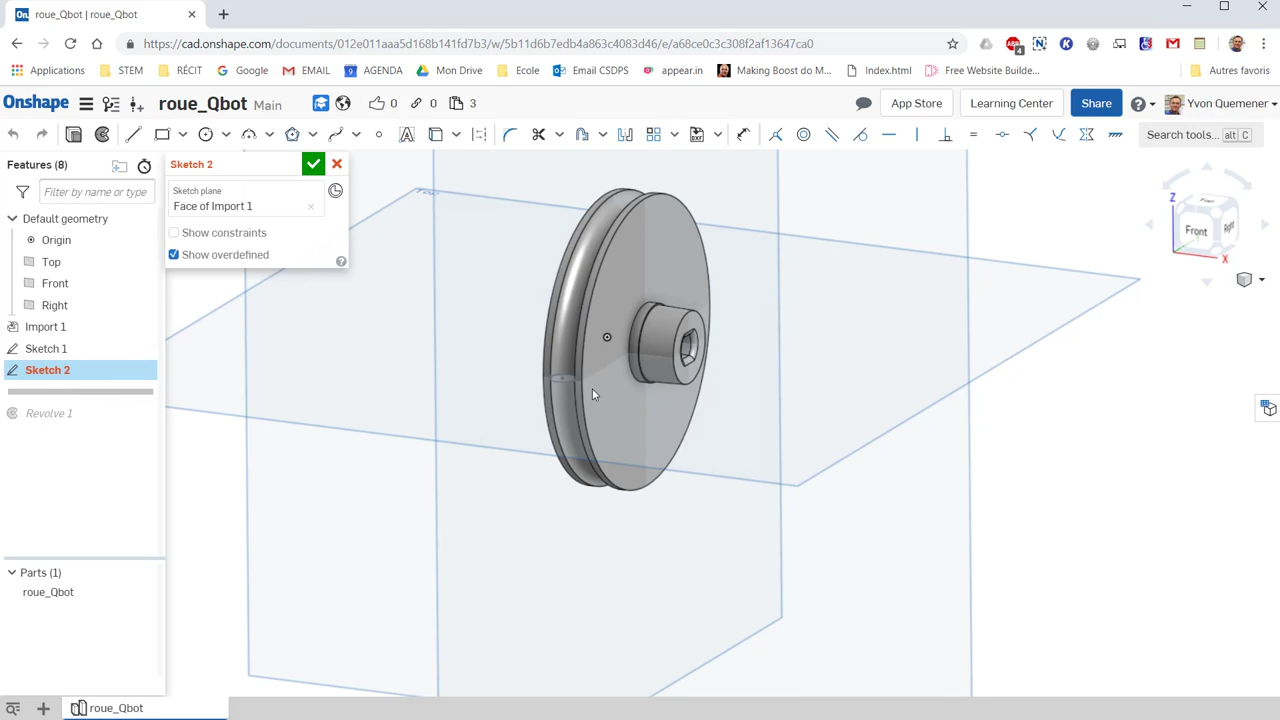 roue_Qbot | roue_Qbot
https://cad.onshape.com/documents/012e011aaa5d168b141fd1b3/w/5b11d8b7edb4a863c4083d46/e/a68ce0c3c308f2af13647ca0
Applications STEM RÉCIT Google EMAIL AGENDA Mon Drive Ecole Email CSDPS appear.in Making Boost do M... Index.html Free Website Builde... Autres favoris
Onshape roue_Qbot Main 0 0 3 App Store Learning Center Share Yvon Quemener
Search tools... alt C
Features (8)
Filter by name or type
Default geometry
Origin
Top
Front
Right
Import 1
Sketch 1
Sketch 2
Revolve 1
Sketch 2
Sketch plane
Face of Import 1
Show constraints
Show overdefined
Top
Z
Front
Right
X
Parts (1)
roue_Qbot
roue_Qbot